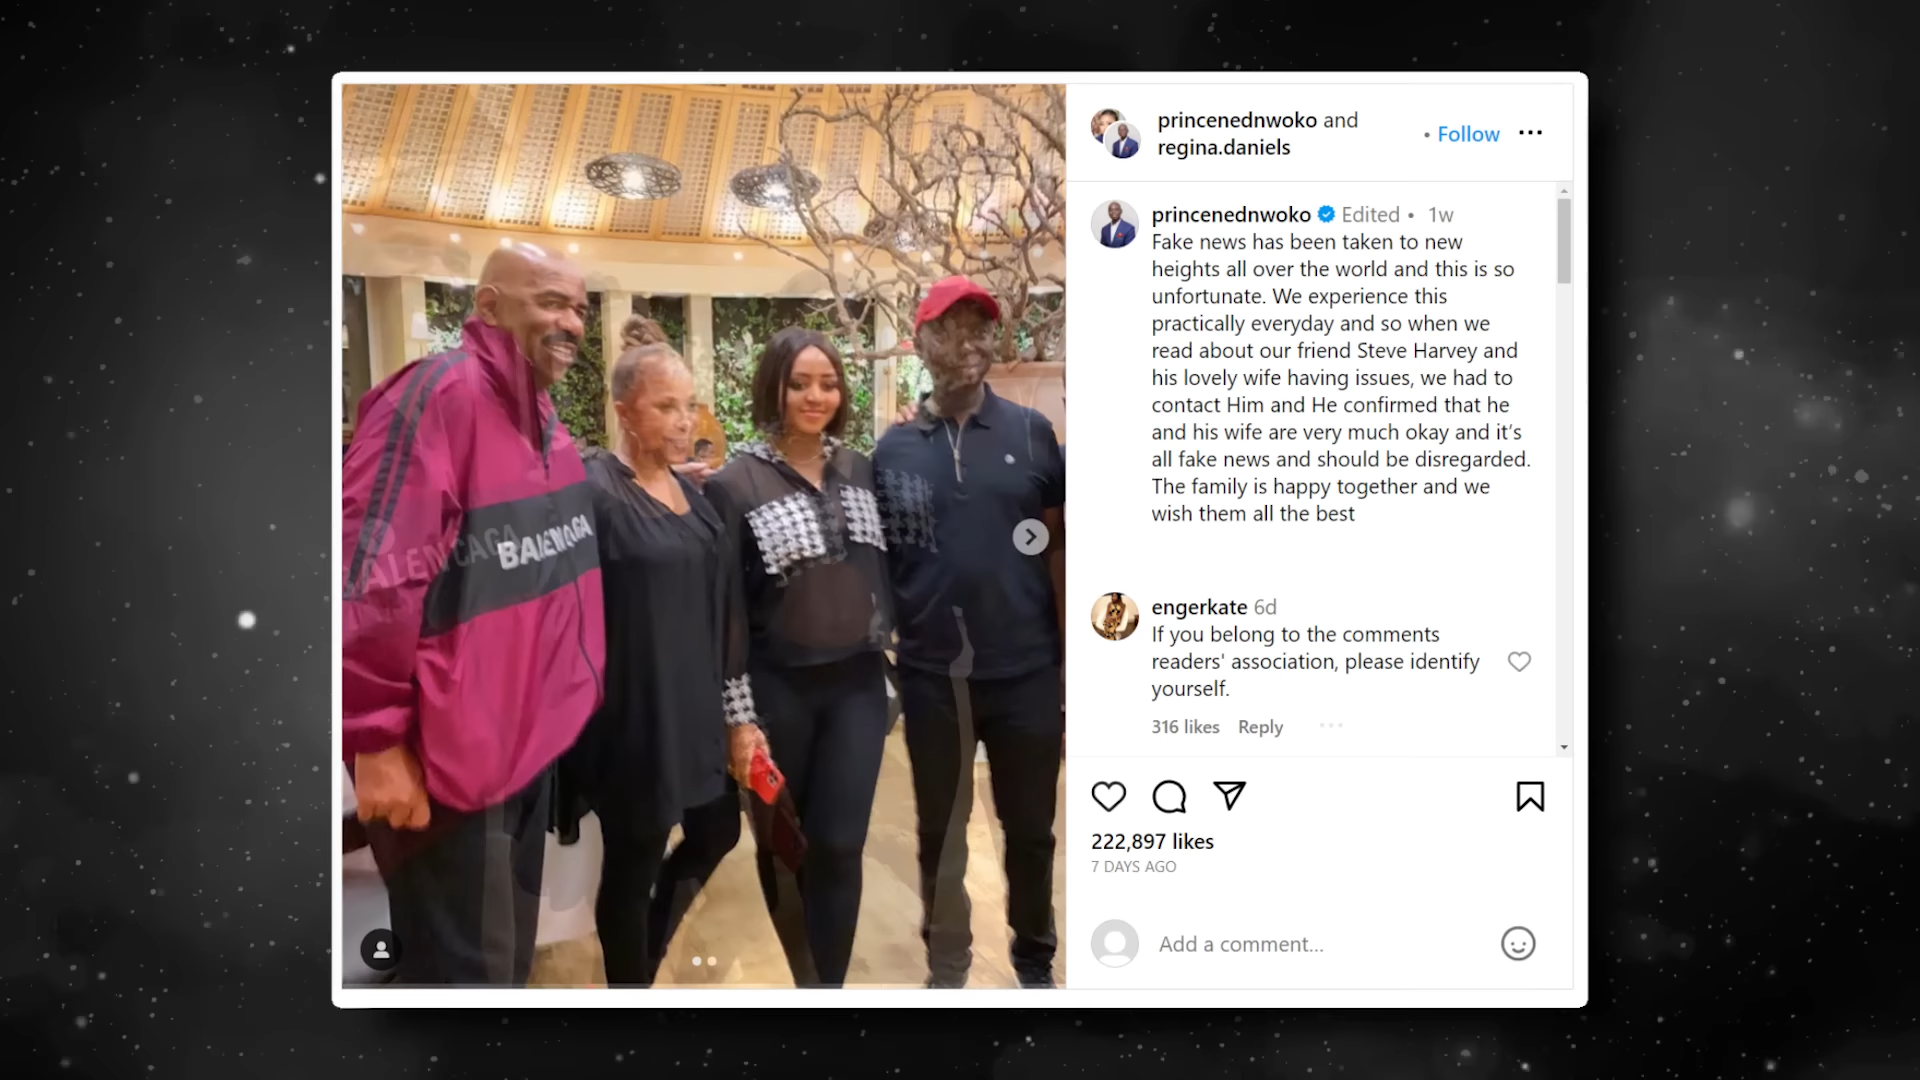 BALENCAGA
BALENCIAGA
princenednwoko and
regina.daniels
• Follow
princenednwoko Edited • 1w
Fake news has been taken to new
heights all over the world and this is so
unfortunate. We experience this
practically everyday and so when we
read about our friend Steve Harvey and
his lovely wife having issues, we had to
contact Him and He confirmed that he
and his wife are very much okay and it’s
all fake news and should be disregarded.
The family is happy together and we
wish them all the best
engerkate 6d
If you belong to the comments
readers' association, please identify
yourself.
316 likes Reply
222,897 likes
7 DAYS AGO
Add a comment...